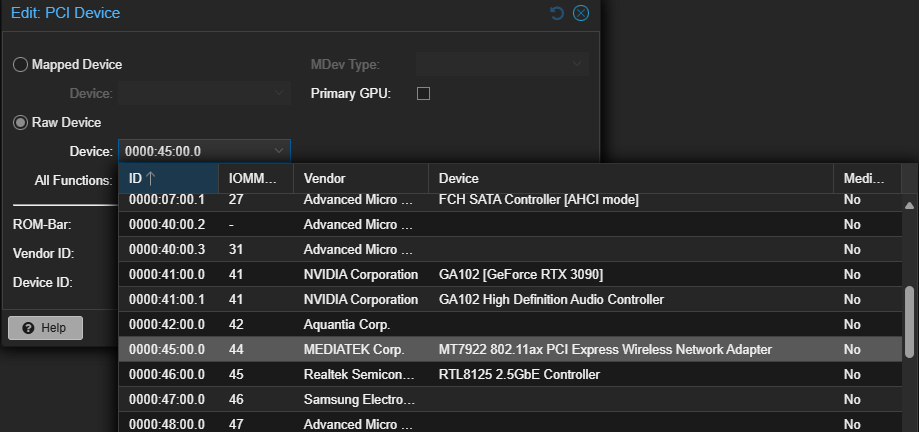 Edit: PCI Device
Mapped Device MDev Type:
Device: Primary GPU:
Raw Device
Device: 0000:45:00.0
All Functions: ID IOMM... Vendor Device Medi...
0000:07:00.1 27 Advanced Micro ... FCH SATA Controller [AHCI mode] No
ROM-Bar: 0000:40:00.2 - Advanced Micro ... No
Vendor ID: 0000:40:00.3 31 Advanced Micro ... No
Device ID: 0000:41:00.0 41 NVIDIA Corporation GA102 [GeForce RTX 3090] No
0000:41:00.1 41 NVIDIA Corporation GA102 High Definition Audio Controller No
Help 0000:42:00.0 42 Aquantia Corp. No
0000:45:00.0 44 MEDIATEK Corp. MT7922 802.11ax PCI Express Wireless Network Adapter No
0000:46:00.0 45 Realtek Semicon... RTL8125 2.5GbE Controller No
0000:47:00.0 46 Samsung Electro... No
0000:48:00.0 47 Advanced Micro ... No